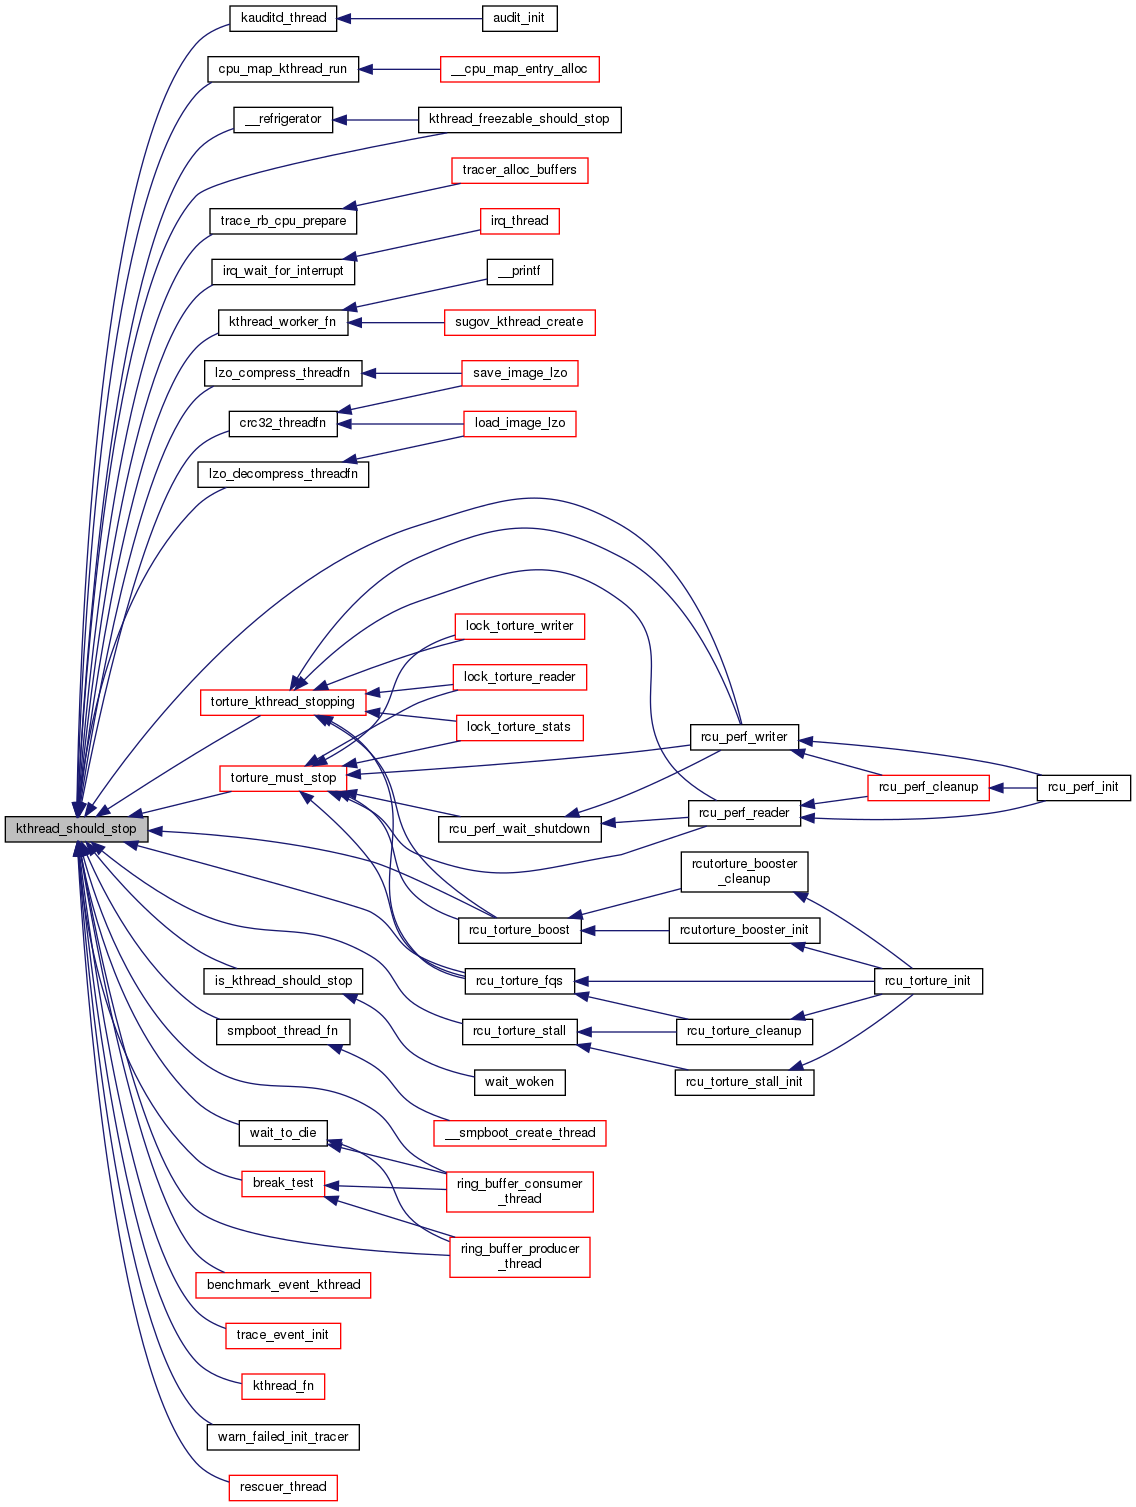 kauditd_thread
audit_init
cpu_map_kthread_run
__cpu_map_entry_alloc
__refrigerator
kthread_freezable_should_stop
tracer_alloc_buffers
trace_rb_cpu_prepare
irq_thread
irq_wait_for_interrupt
__printf
kthread_worker_fn
sugov_kthread_create
lzo_compress_threadfn
save_image_lzo
crc32_threadfn
load_image_lzo
lzo_decompress_threadfn
lock_torture_writer
lock_torture_reader
torture_kthread_stopping
lock_torture_stats
rcu_perf_writer
torture_must_stop
rcu_perf_cleanup
rcu_perf_init
rcu_perf_reader
kthread_should_stop
rcu_perf_wait_shutdown
rcutorture_booster
_cleanup
rcu_torture_boost
rcutorture_booster_init
is_kthread_should_stop
rcu_torture_fqs
rcu_torture_init
smpboot_thread_fn
rcu_torture_stall
rcu_torture_cleanup
wait_woken
rcu_torture_stall_init
wait_to_die
__smpboot_create_thread
break_test
ring_buffer_consumer
_thread
ring_buffer_producer
_thread
benchmark_event_kthread
trace_event_init
kthread_fn
warn_failed_init_tracer
rescuer_thread